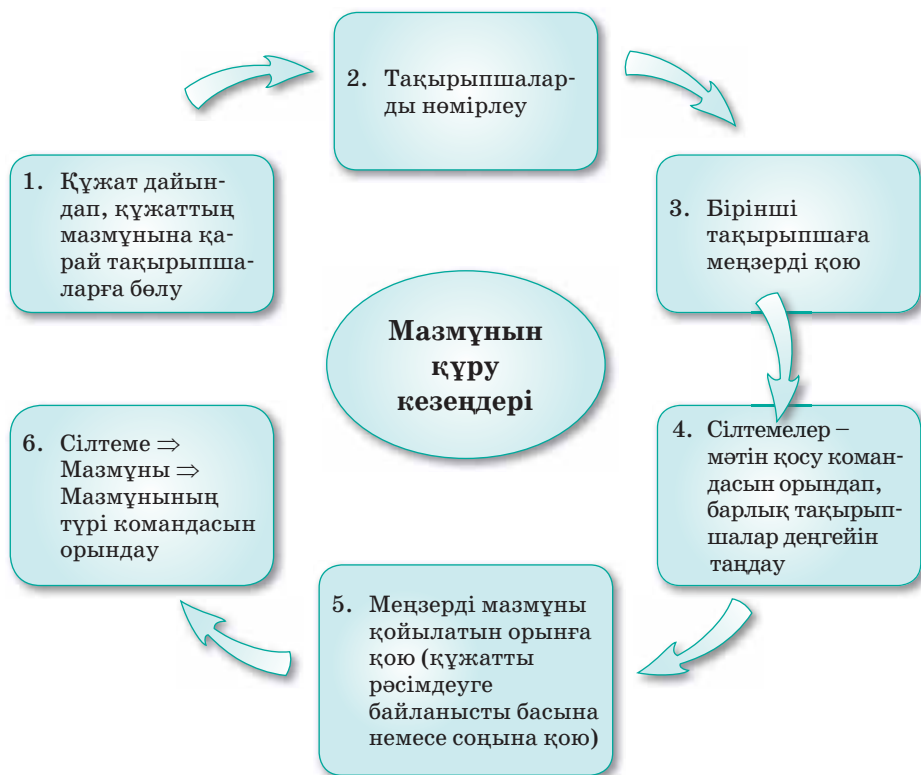 1. Құжат дайын-
дап, құжаттың
мазмұнына қа-
рай тақырыпша-
ларға бөлу
2. Тақырыпшалар-
ды нөмірлеу
3. Бірінші
тақырыпшаға
меңзерді қою
4. Сілтемелер –
мәтін қосу коман-
дасын орындап,
барлық тақырып-
шалар деңгейін
таңдау
5. Меңзерді мазмұны
қойылатын орынға
қою (құжатты
рәсімдеуге
байланысты басына
немесе соңына қою)
6. Сілтеме ⇒
Мазмұны ⇒
Мазмұнының
түрі командасын
орындау
Мазмұнын
құру
кезеңдері